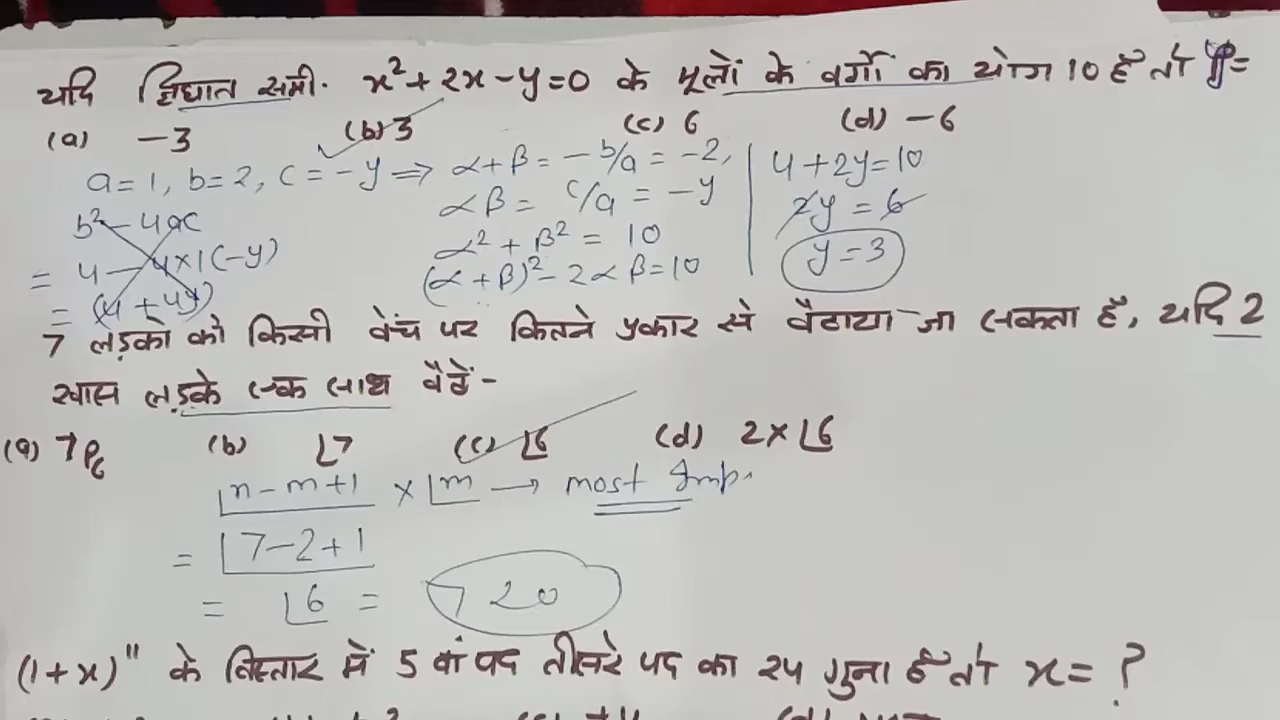 यदि द्विघात समी. x²+2x-y=0 के मूलों के वर्गों का योग 10 है तो y=
(a) -3 (b) 3 (c) 6 (d) -6
a=1, b=2, c=-y ⇒ α+β = -b/a = -2, 4+2y=10
b²-4ac αβ = c/a = -y 2y = 6
= 4-4×1(-y) α²+β² = 10 y=3
= (4+4y) (α+β)²-2αβ=10
7 लड़कों को किसी बेंच पर कितने प्रकार से बैठाया जा सकता है, यदि 2
खास लड़के एक साथ बैठें-
(a) 7P₆ (b) ⌊7 (c) ⌊6 (d) 2×⌊6
⌊n-m+1 × ⌊m → most Imp.
= ⌊7-2+1
= ⌊6 = 720
(1+x)¹¹ के विस्तार में 5 वां पद तीसरे पद का 24 गुना है तो x=?